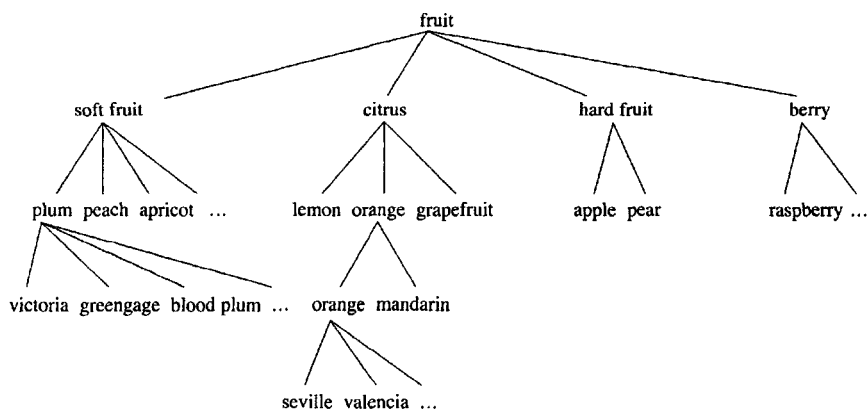 fruit
soft fruit citrus hard fruit berry
plum peach apricot ... lemon orange grapefruit apple pear raspberry ...
victoria greengage blood plum ... orange mandarin
seville valencia ...